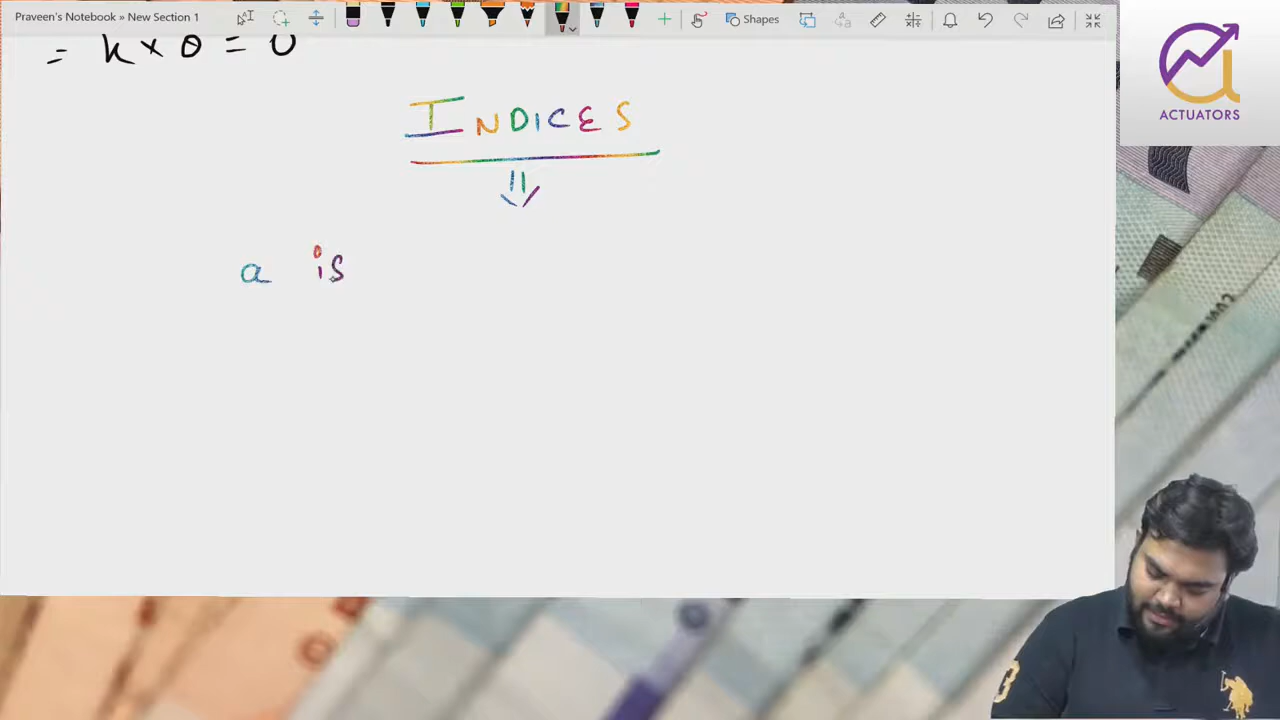 Praveen's Notebook » New Section 1
Shapes
= k × 0 = 0
INDICES
a is
ACTUATORS